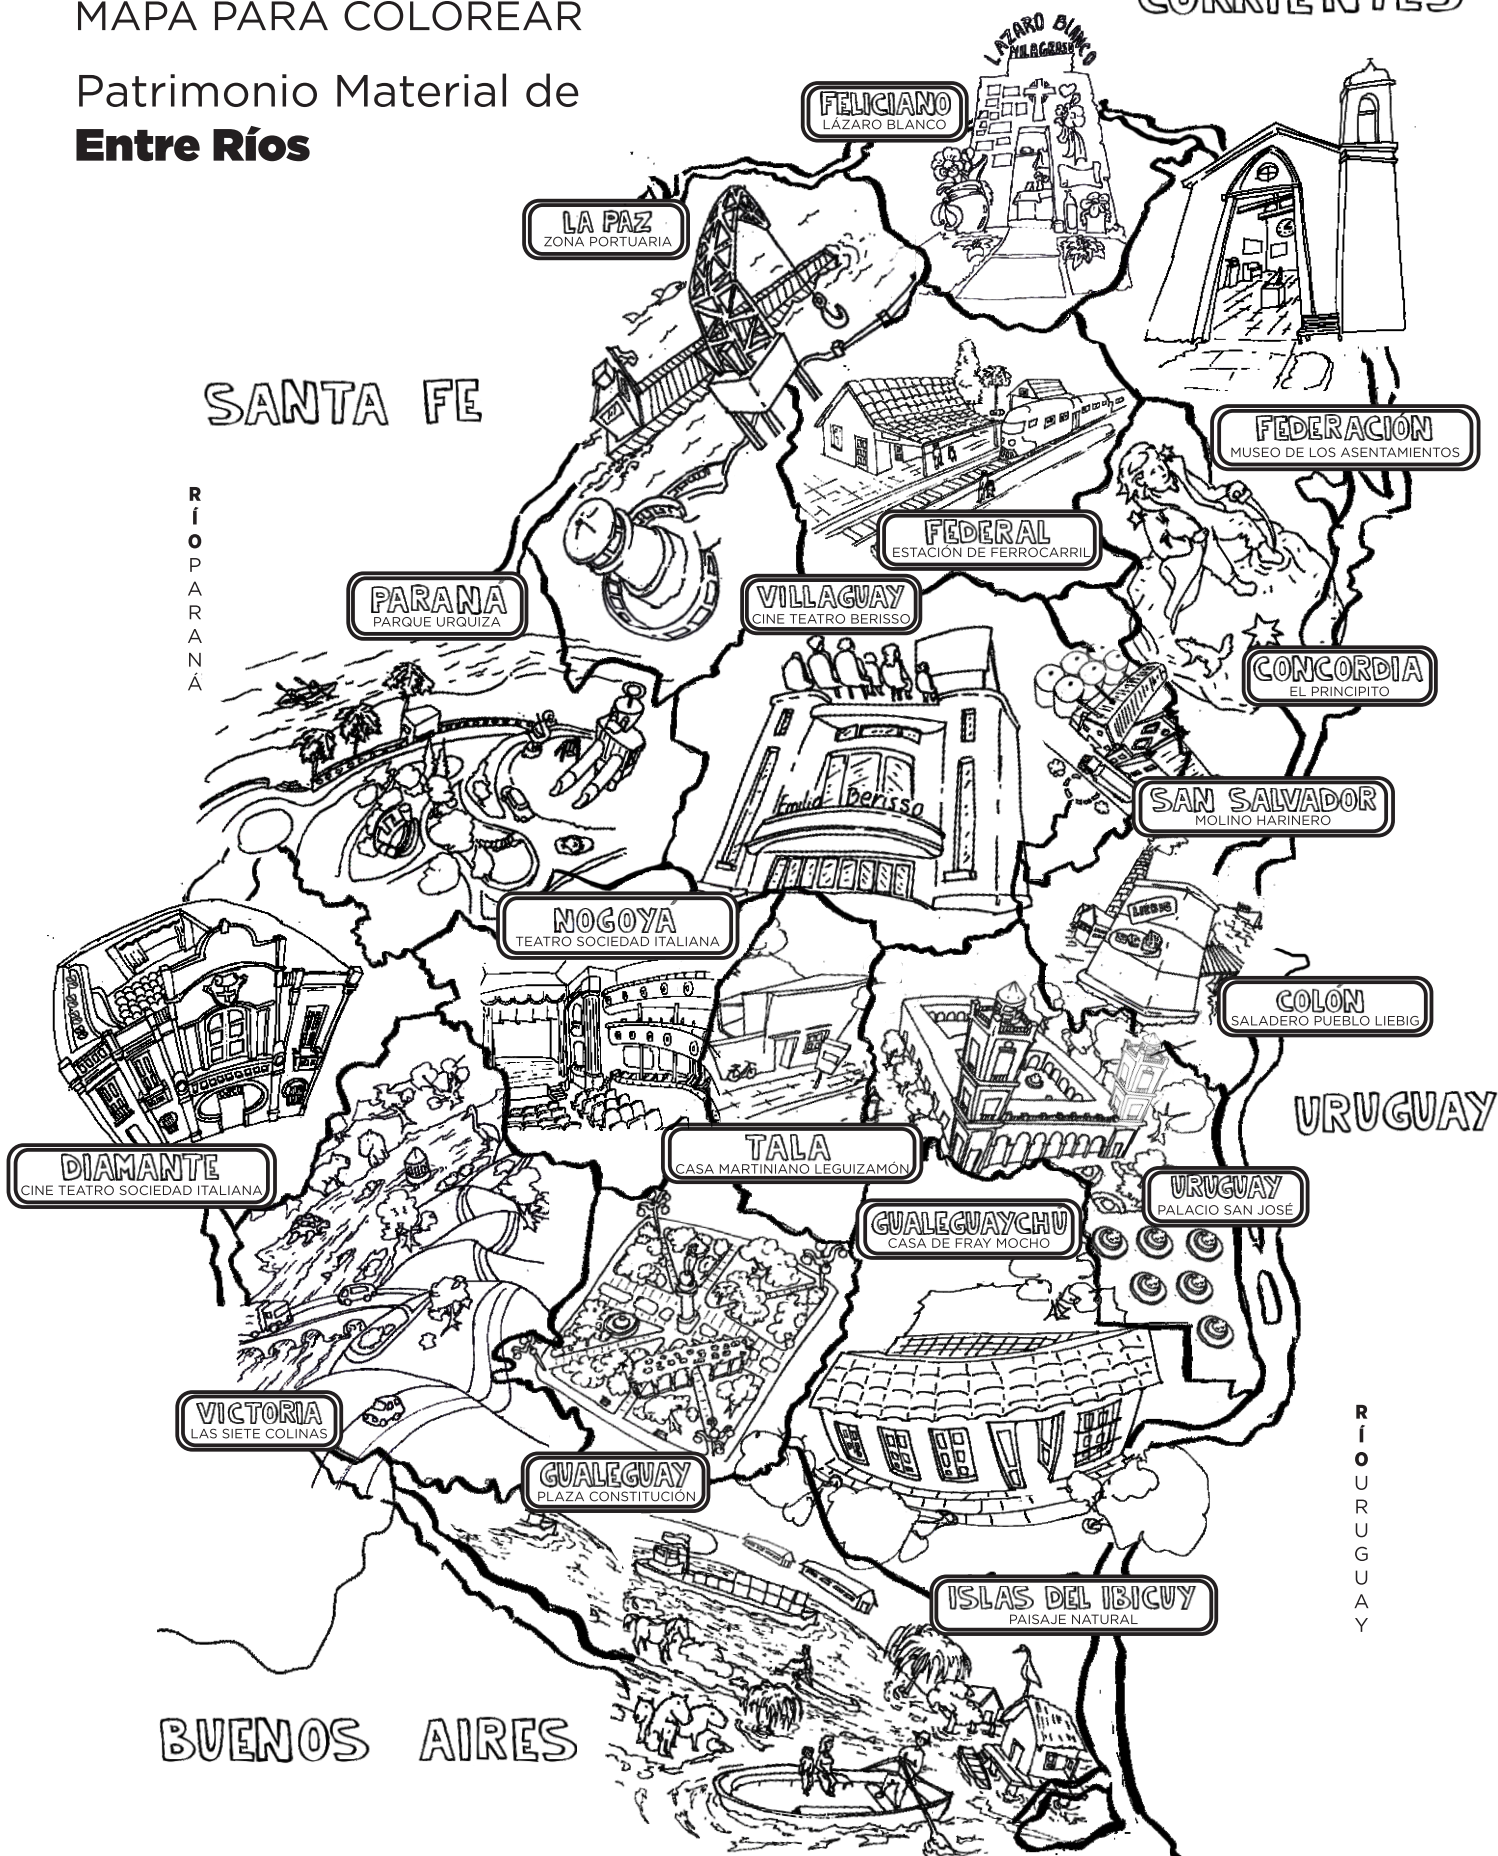 MAPA PARA COLOREAR
CORRIENTES
Patrimonio Material de
Entre Ríos
LÁZARO BLANCO
MILAGROSO
FELICIANO
LÁZARO BLANCO
LA PAZ
ZONA PORTUARIA
SANTA FE
FEDERACIÓN
MUSEO DE LOS ASENTAMIENTOS
RÍO PARANÁ
FEDERAL
ESTACIÓN DE FERROCARRIL
PARANÁ
PARQUE URQUIZA
VILLAGUAY
CINE TEATRO BERISSO
CONCORDIA
EL PRINCIPITO
Emilio Berisso
SAN SALVADOR
MOLINO HARINERO
NOGOYÁ
TEATRO SOCIEDAD ITALIANA
LIEBIG
COLÓN
SALADERO PUEBLO LIEBIG
URUGUAY
TALA
CASA MARTINIANO LEGUIZAMÓN
DIAMANTE
CINE TEATRO SOCIEDAD ITALIANA
URUGUAY
PALACIO SAN JOSÉ
GUALEGUAYCHÚ
CASA DE FRAY MOCHO
VICTORIA
LAS SIETE COLINAS
RÍO URUGUAY
GUALEGUAY
PLAZA CONSTITUCIÓN
ISLAS DEL IBICUY
PAISAJE NATURAL
BUENOS AIRES